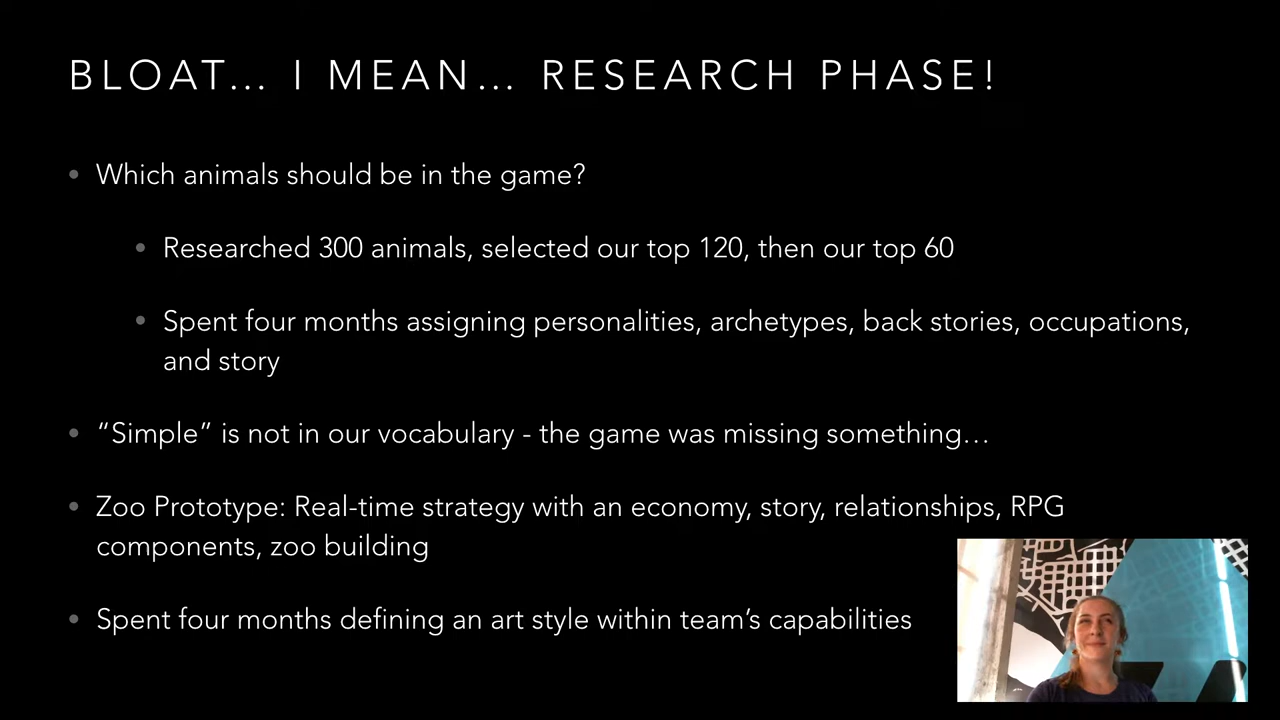 BLOAT... I MEAN... RESEARCH PHASE!
• Which animals should be in the game?
• Researched 300 animals, selected our top 120, then our top 60
• Spent four months assigning personalities, archetypes, back stories, occupations,
and story
• “Simple” is not in our vocabulary - the game was missing something…
• Zoo Prototype: Real-time strategy with an economy, story, relationships, RPG
components, zoo building
• Spent four months defining an art style within team’s capabilities